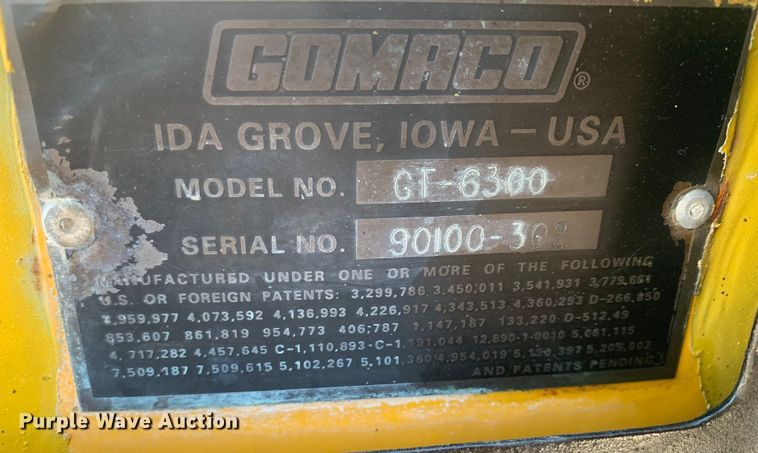 GOMACO®
IDA GROVE, IOWA — USA
MODEL NO. GT-6300
SERIAL NO. 90100-302
MANUFACTURED UNDER ONE OR MORE OF THE FOLLOWING
U.S. OR FOREIGN PATENTS: 3,299,786 3,450,011 3,541,931 3,779,661
3,959,977 4,073,592 4,136,993 4,226,917 4,343,513 4,360,293 D-266,850
853,607 861,819 954,773 406,787 1,147,187 133,220 D-512,49
4,717,282 4,457,645 C-1,110,893-C-1,191,044 12,890-1-0010 5,061,115
7,509,187 7,509,615 5,102,267 5,101,360 4,954,019 5,397 5,205,602
AND PATENTS PENDING
Purple Wave Auction